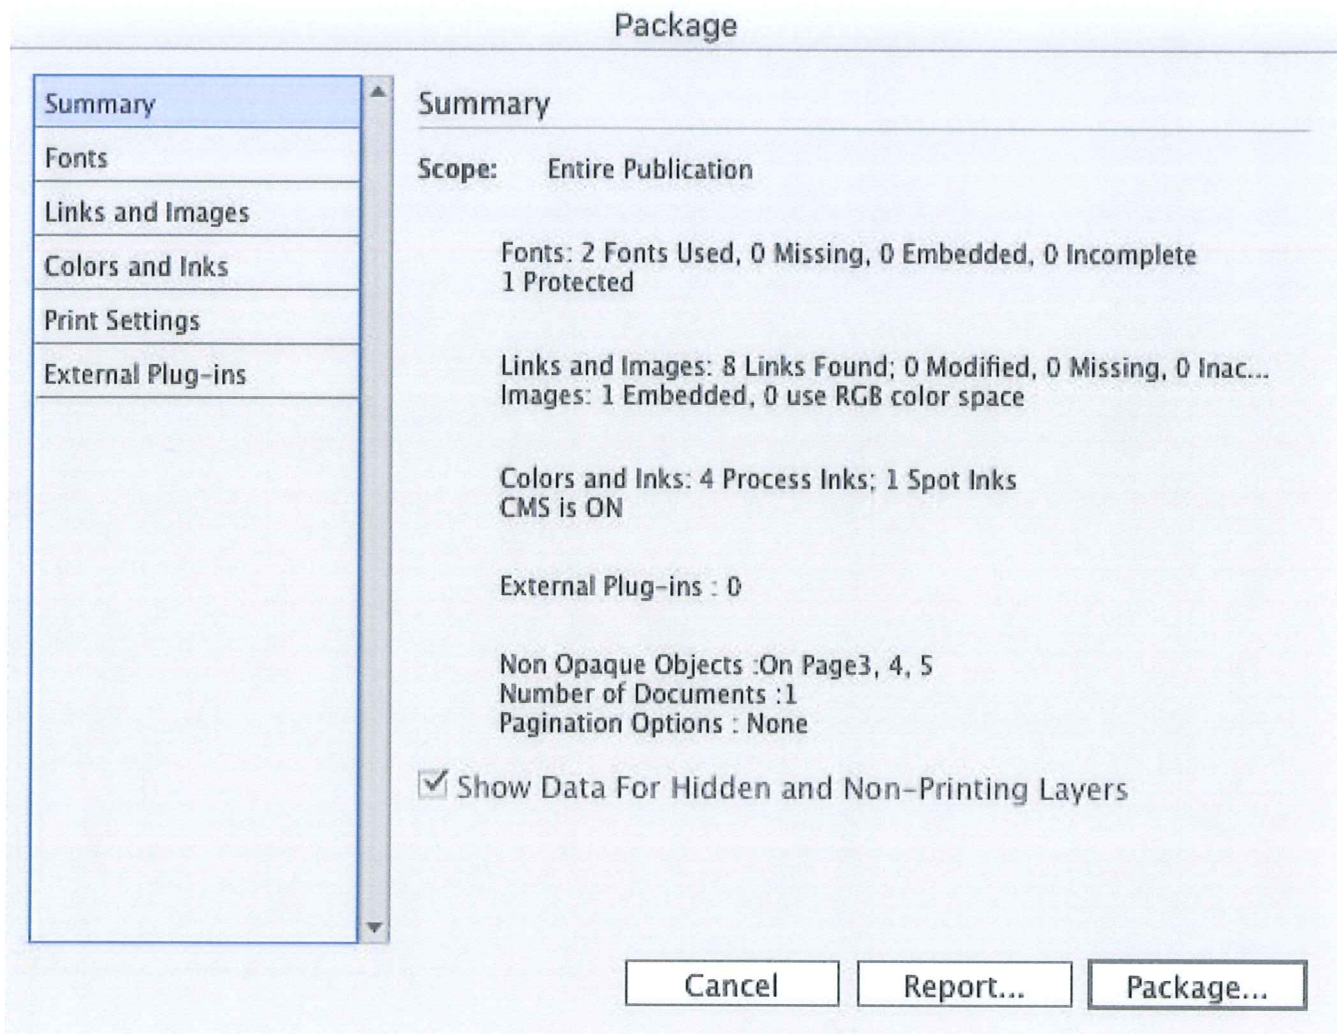 Package
Summary
Fonts
Links and Images
Colors and Inks
Print Settings
External Plug-ins
Summary
Scope: Entire Publication
Fonts: 2 Fonts Used, 0 Missing, 0 Embedded, 0 Incomplete
1 Protected
Links and Images: 8 Links Found; 0 Modified, 0 Missing, 0 Inac...
Images: 1 Embedded, 0 use RGB color space
Colors and Inks: 4 Process Inks; 1 Spot Inks
CMS is ON
External Plug-ins : 0
Non Opaque Objects :On Page3, 4, 5
Number of Documents :1
Pagination Options : None
Show Data For Hidden and Non-Printing Layers
Cancel Report... Package...